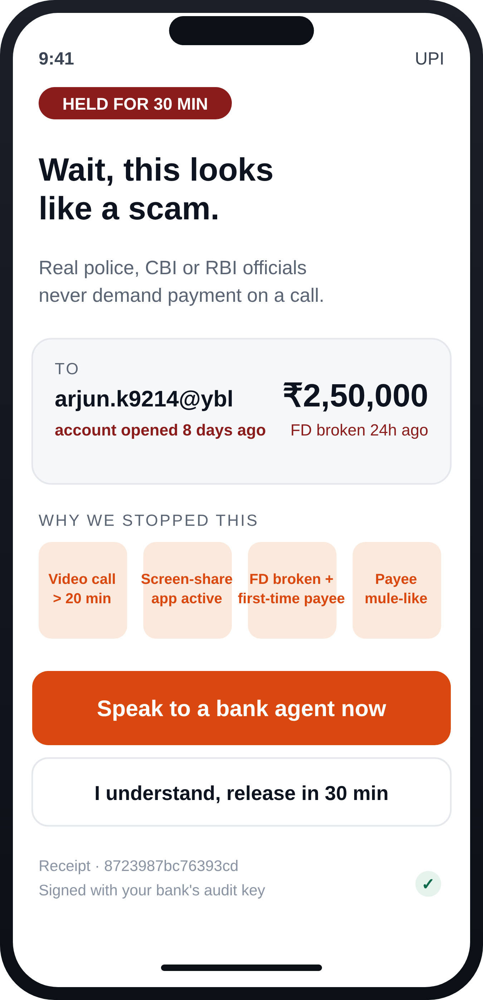 9:41
UPI
HELD FOR 30 MIN
Wait, this looks
like a scam.
Real police, CBI or RBI officials
never demand payment on a call.
TO
arjun.k9214@ybl
₹2,50,000
account opened 8 days ago
FD broken 24h ago
WHY WE STOPPED THIS
Video call
> 20 min
Screen-share
app active
FD broken +
first-time payee
Payee
mule-like
Speak to a bank agent now
I understand, release in 30 min
Receipt · 8723987bc76393cd
Signed with your bank's audit key
✓